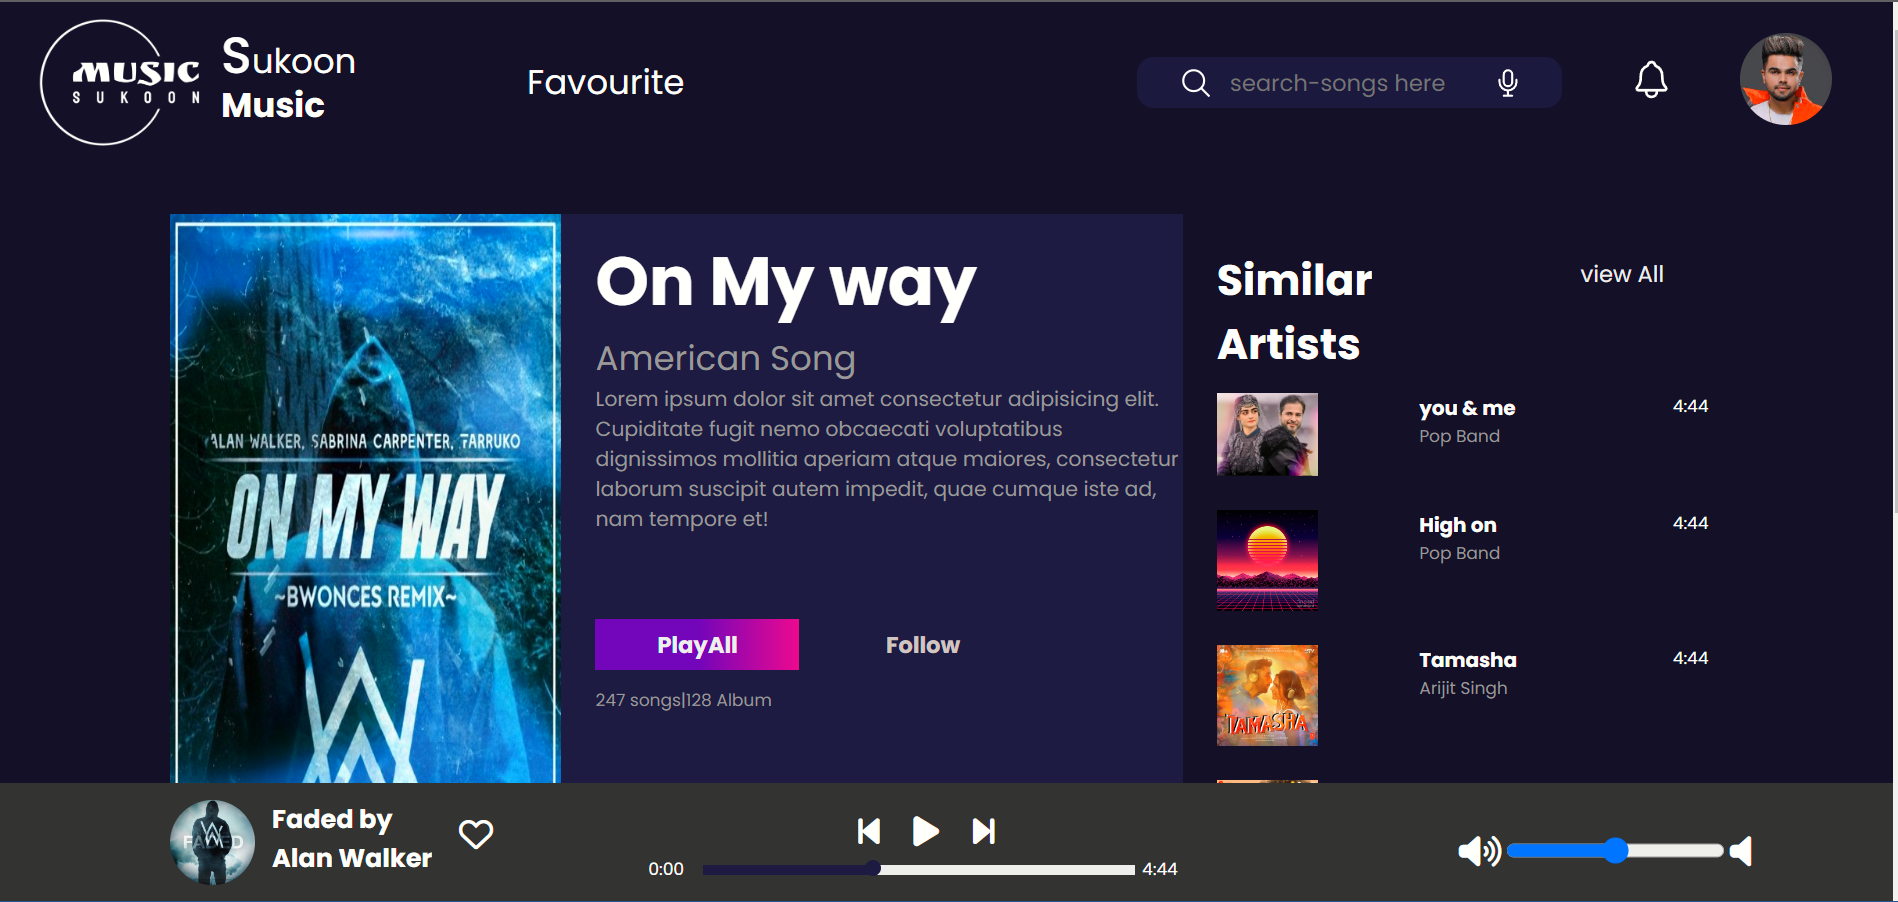 MUSIC
SUKOON
Sukoon
Music
Favourite
search-songs here
ALAN WALKER, SABRINA CARPENTER, FARRUKO
ON MY WAY
~BWONCES REMIX~
On My way
American Song
Lorem ipsum dolor sit amet consectetur adipisicing elit.
Cupiditate fugit nemo obcaecati voluptatibus
dignissimos mollitia aperiam atque maiores, consectetur
laborum suscipit autem impedit, quae cumque iste ad,
nam tempore et!
PlayAll
Follow
247 songs|128 Album
Similar
Artists
view All
you & me
4:44
Pop Band
High on
4:44
Pop Band
TAMASHA
Tamasha
4:44
Arijit Singh
FADED
Faded by
Alan Walker
0:00
4:44